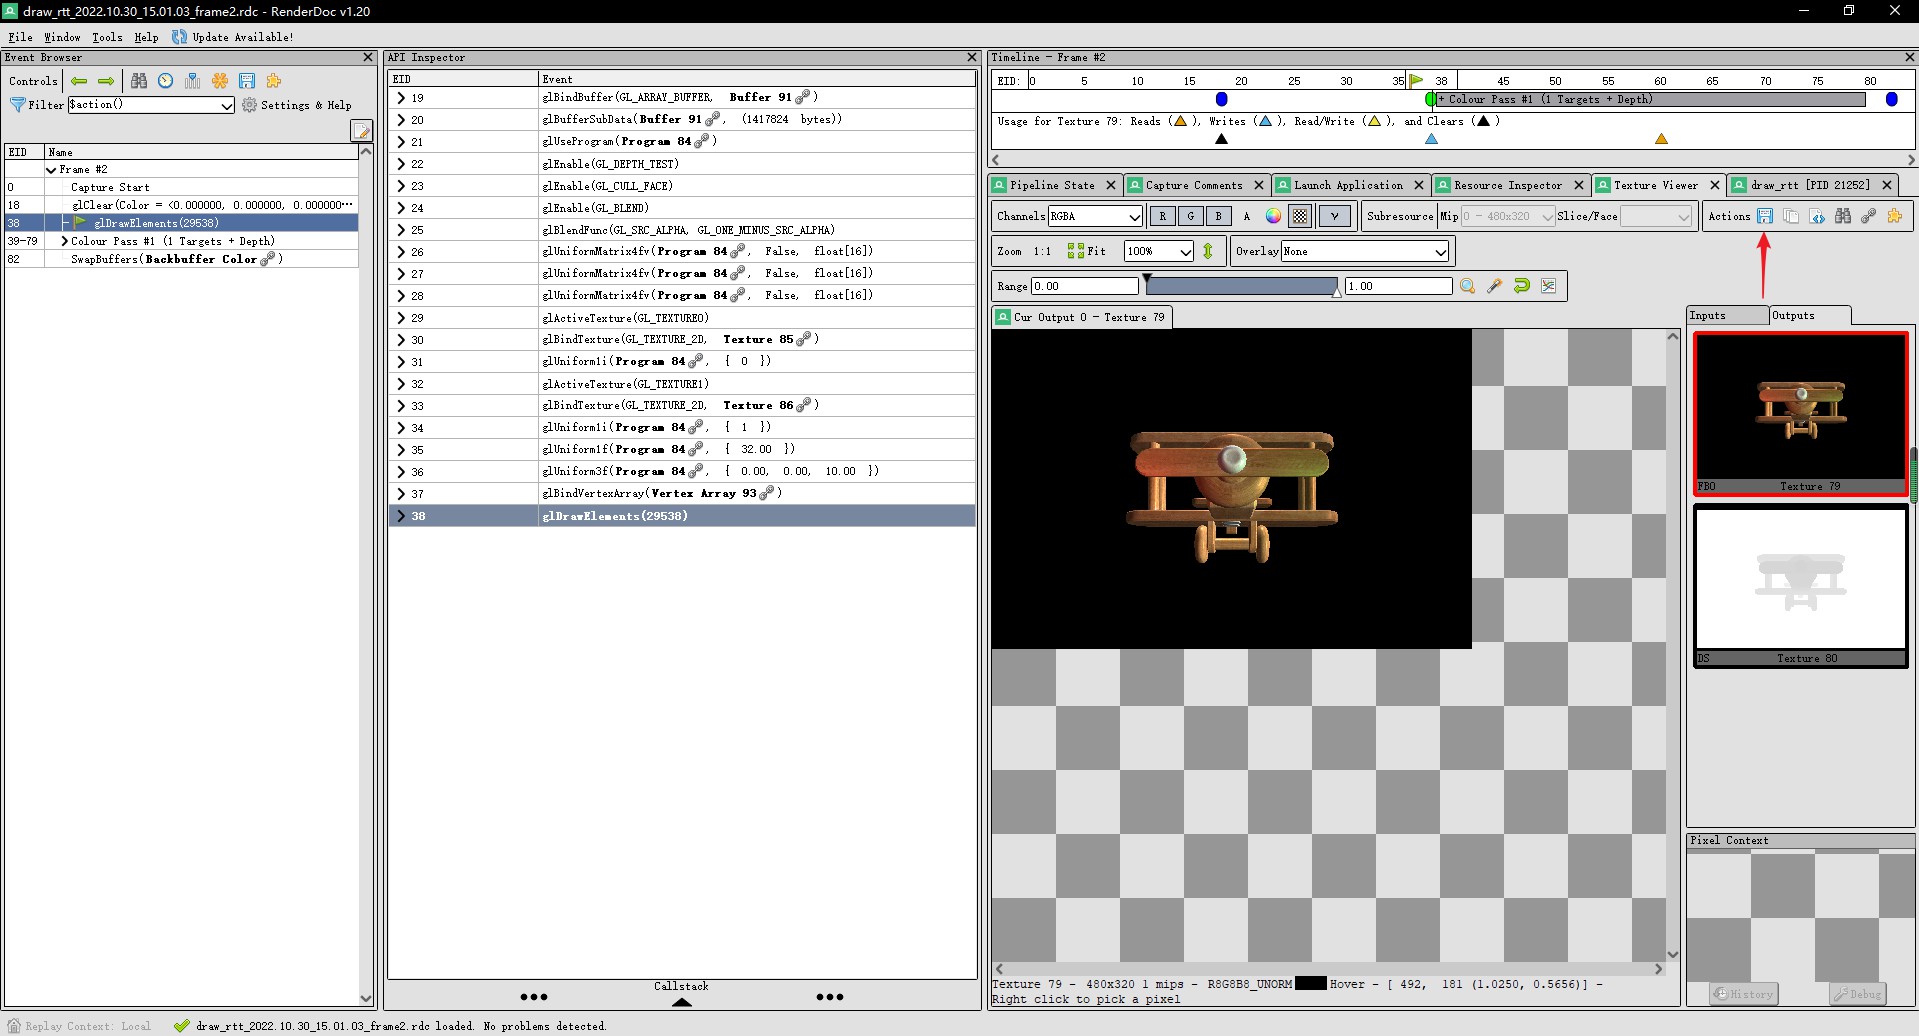 draw_rtt_2022.10.30_15.01.03_frame2.rdc - RenderDoc v1.20
File Window Tools Help Update Available!
Event Browser
Controls
Filter $action() Settings & Help
EID Name
Frame #2
0 Capture Start
18 glClear(Color = <0.000000, 0.000000, 0.000000...
38 glDrawElements(29538)
39-79 Colour Pass #1 (1 Targets + Depth)
82 SwapBuffers(Backbuffer Color )
API Inspector
EID Event
19 glBindBuffer(GL_ARRAY_BUFFER, Buffer 91 )
20 glBufferSubData(Buffer 91 , (1417824 bytes))
21 glUseProgram(Program 84 )
22 glEnable(GL_DEPTH_TEST)
23 glEnable(GL_CULL_FACE)
24 glEnable(GL_BLEND)
25 glBlendFunc(GL_SRC_ALPHA, GL_ONE_MINUS_SRC_ALPHA)
26 glUniformMatrix4fv(Program 84 , False, float[16])
27 glUniformMatrix4fv(Program 84 , False, float[16])
28 glUniformMatrix4fv(Program 84 , False, float[16])
29 glActiveTexture(GL_TEXTURE0)
30 glBindTexture(GL_TEXTURE_2D, Texture 85 )
31 glUniform1i(Program 84 , { 0 })
32 glActiveTexture(GL_TEXTURE1)
33 glBindTexture(GL_TEXTURE_2D, Texture 86 )
34 glUniform1i(Program 84 , { 1 })
35 glUniform1f(Program 84 , { 32.00 })
36 glUniform3f(Program 84 , { 0.00, 0.00, 10.00 })
37 glBindVertexArray(Vertex Array 93 )
38 glDrawElements(29538)
Callstack
Timeline - Frame #2
EID: 0 5 10 15 20 25 30 35 38 45 50 55 60 65 70 75 80
+ Colour Pass #1 (1 Targets + Depth)
Usage for Texture 79: Reads ( ), Writes ( ), Read/Write ( ), and Clears ( )
Pipeline State Capture Comments Launch Application Resource Inspector Texture Viewer draw_rtt [PID 21252]
Channels RGBA R G B A γ Subresource Mip 0 - 480x320 Slice/Face Actions
Zoom 1:1 Fit 100% Overlay None
Range 0.00 1.00
Cur Output 0 - Texture 79
Inputs Outputs
FBO Texture 79
DS Texture 80
Pixel Context
History Debug
Texture 79 - 480x320 1 mips - R8G8B8_UNORM Hover - [ 492, 181 (1.0250, 0.5656)] -
Right click to pick a pixel
Replay Context: Local draw_rtt_2022.10.30_15.01.03_frame2.rdc loaded. No problems detected.